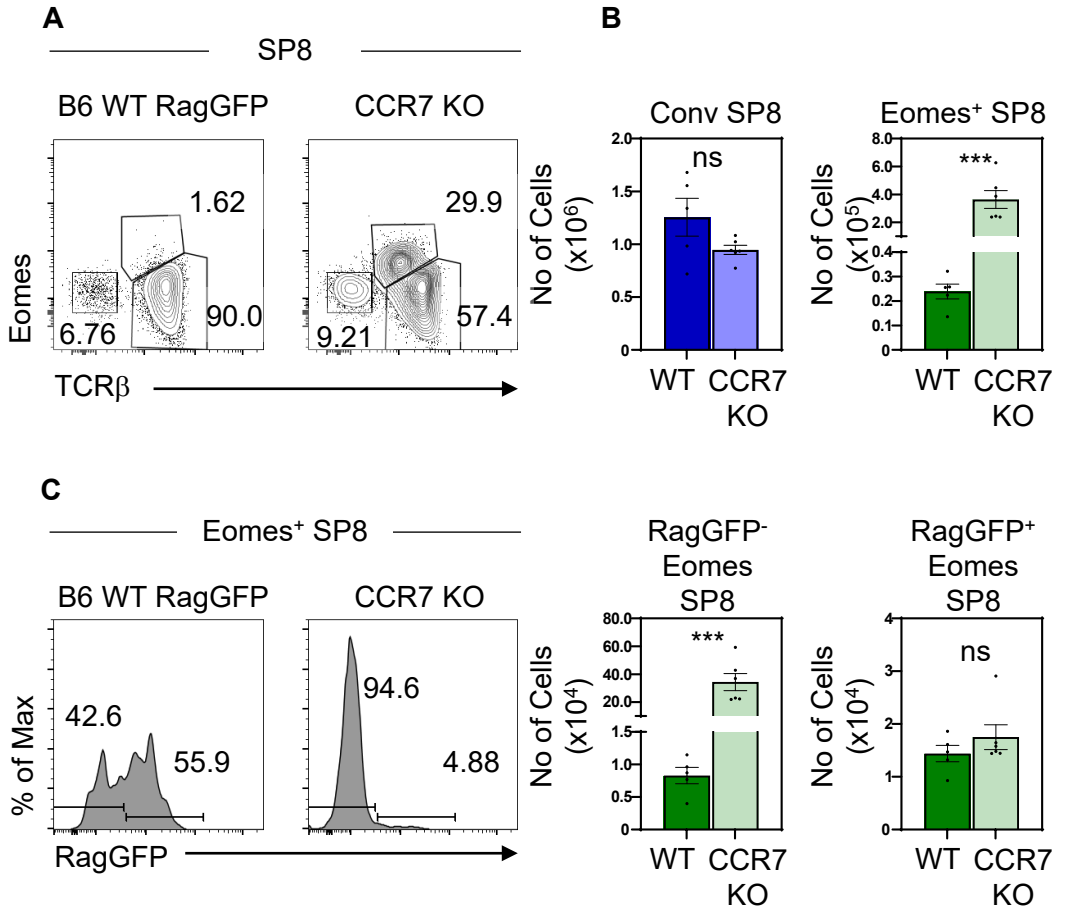 A
SP8
B6 WT RagGFP
CCR7 KO
Eomes
1.62
90.0
6.76
29.9
57.4
9.21
TCRβ
B
Conv SP8
No of Cells
(x10⁶)
2.0
1.5
1.0
0.5
0
ns
WT
CCR7
KO
Eomes⁺ SP8
No of Cells
(x10⁵)
8.0
6.0
4.0
2.0
0.4
0.3
0.2
0.1
0
***
WT
CCR7
KO
C
Eomes⁺ SP8
B6 WT RagGFP
CCR7 KO
% of Max
42.6
55.9
94.6
4.88
RagGFP
RagGFP⁻
Eomes
SP8
No of Cells
(x10⁴)
80.0
60.0
40.0
20.0
1.5
1.0
0.5
0
***
WT
CCR7
KO
RagGFP⁺
Eomes
SP8
No of Cells
(x10⁴)
4
3
2
1
0
ns
WT
CCR7
KO